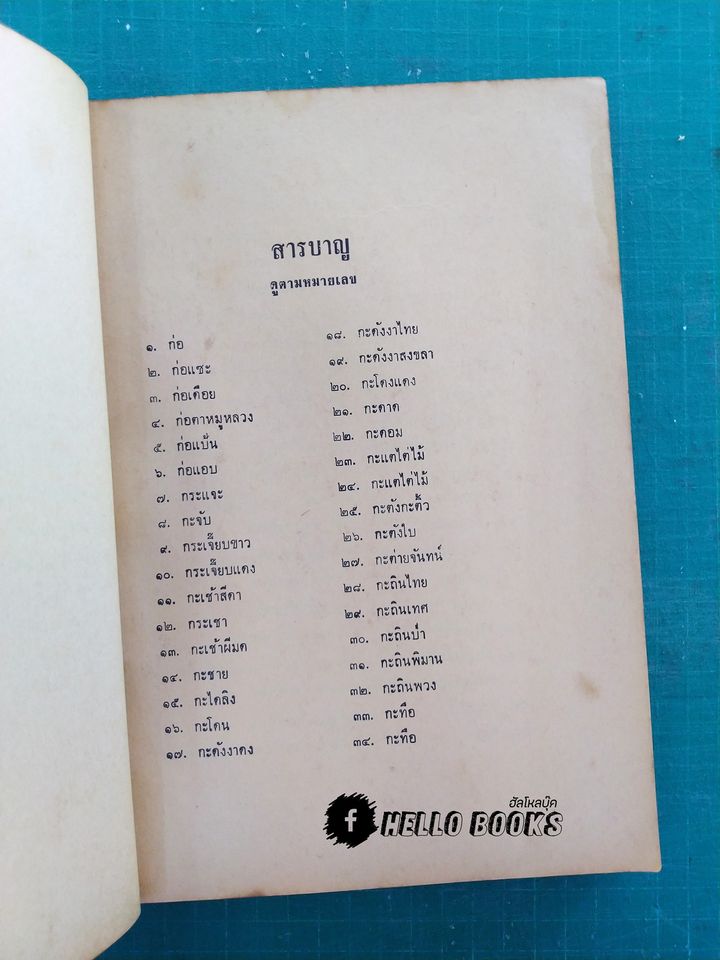 สารบาญ
ดูตามหมายเลข
๑. ก่อ
๒. ก่อแซะ
๓. ก่อเดือย
๔. ก่อตาหมูหลวง
๕. ก่อแป้น
๖. ก่อแอบ
๗. กระแจะ
๘. กะจับ
๙. กระเจี๊ยบขาว
๑๐. กระเจี๊ยบแดง
๑๑. กะเช้าสีดา
๑๒. กระเชา
๑๓. กะเช้าผีมด
๑๔. กะชาย
๑๕. กะไดลิง
๑๖. กะโดน
๑๗. กะดังงาดง
๑๘. กะดังงาไทย
๑๙. กะดังงาสงขลา
๒๐. กะโดงแดง
๒๑. กะดาด
๒๒. กะดอม
๒๓. กะแตไต่ไม้
๒๔. กะแตไต่ไม้
๒๕. กะตังกะติ้ว
๒๖. กะตังใบ
๒๗. กะต่ายจันทน์
๒๘. กะถินไทย
๒๙. กะถินเทศ
๓๐. กะถินป่า
๓๑. กะถินพิมาน
๓๒. กะถินพวง
๓๓. กะทือ
๓๔. กะทือ
ฮัลโหลบุ๊ค
f HELLO BOOKS